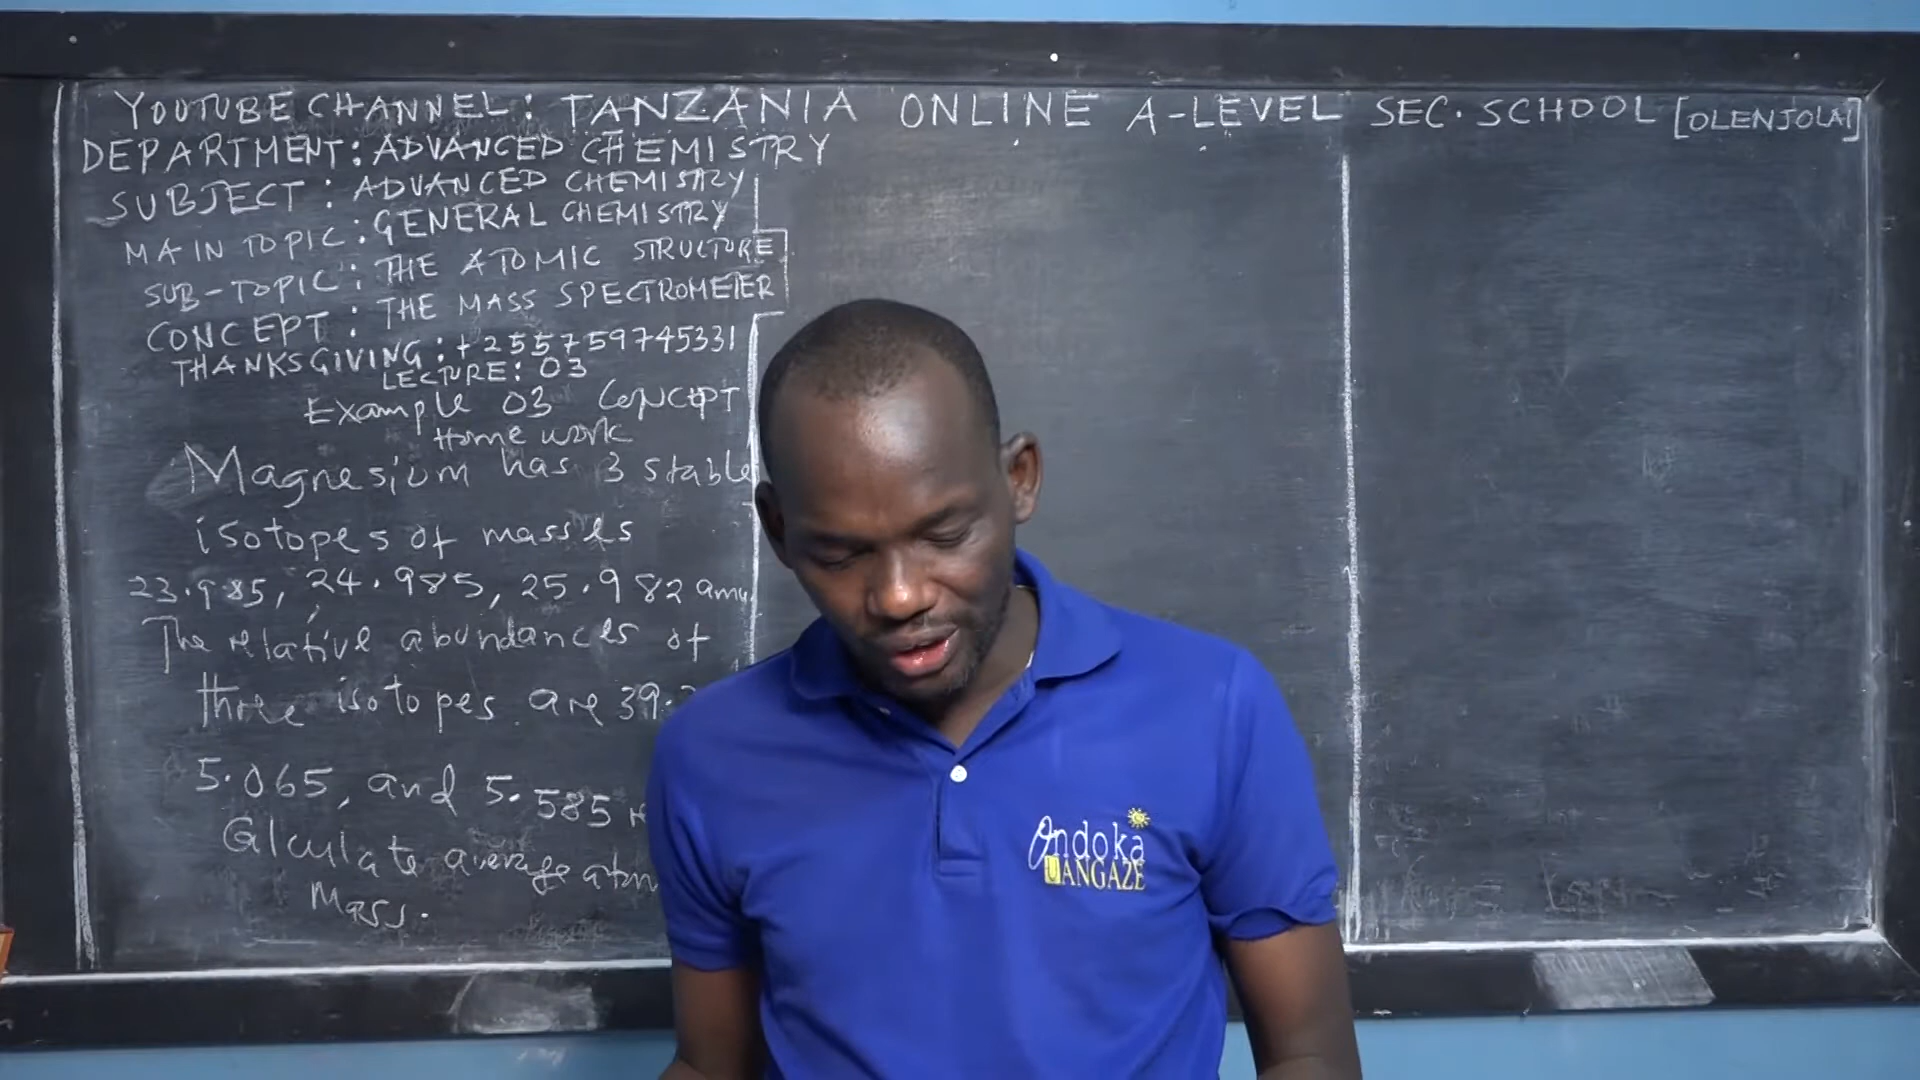 YOUTUBE CHANNEL: TANZANIA ONLINE A-LEVEL SEC. SCHOOL [OLENJOLAI]
DEPARTMENT: ADVANCED CHEMISTRY
SUBJECT: ADVANCED CHEMISTRY
MAIN TOPIC: GENERAL CHEMISTRY
SUB-TOPIC: THE ATOMIC STRUCTURE
CONCEPT: THE MASS SPECTROMETER
THANKSGIVING: +255759745331
LECTURE: 03
Example 03 Concept
Home work
Magnesium has 3 stable
isotopes of masses
23.985, 24.985, 25.982 amu
The relative abundances of
three isotopes are 39.
5.065, and 5.585
Calculate average
Mass.
Ondoka
UANGAZE